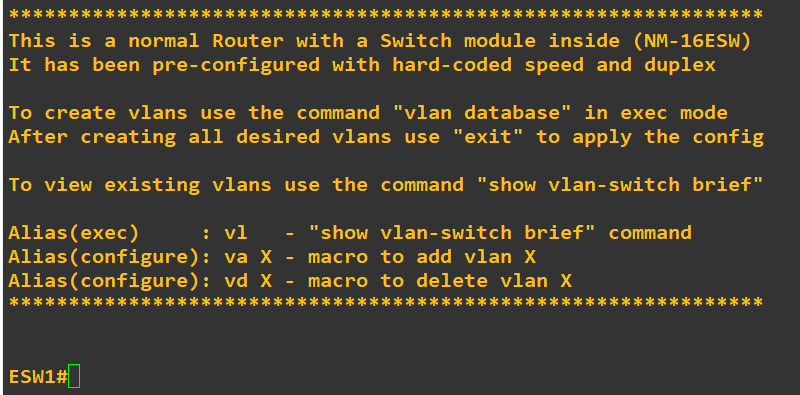 ***************************************************************
This is a normal Router with a Switch module inside (NM-16ESW)
It has been pre-configured with hard-coded speed and duplex
To create vlans use the command "vlan database" in exec mode
After creating all desired vlans use "exit" to apply the config
To view existing vlans use the command "show vlan-switch brief"
Alias(exec)     : vl   - "show vlan-switch brief" command
Alias(configure): va X - macro to add vlan X
Alias(configure): vd X - macro to delete vlan X
***************************************************************
ESW1#